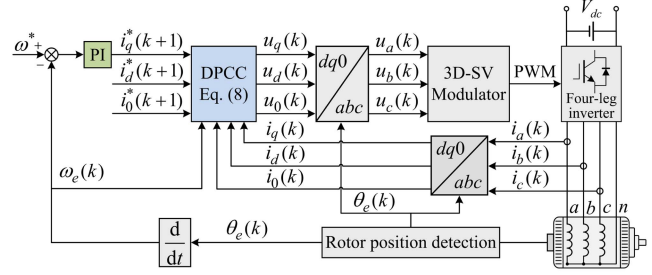 V_dc
ω*
+
−
PI
i_q^*(k+1)
i_d^*(k+1)
i_0^*(k+1)
DPCC
Eq. (8)
u_q(k)
u_d(k)
u_0(k)
dq0
abc
u_a(k)
u_b(k)
u_c(k)
3D-SV
Modulator
PWM
Four-leg
inverter
i_q(k)
i_d(k)
i_0(k)
dq0
abc
i_a(k)
i_b(k)
i_c(k)
ω_e(k)
θ_e(k)
a b c n
d
dt
θ_e(k)
Rotor position detection